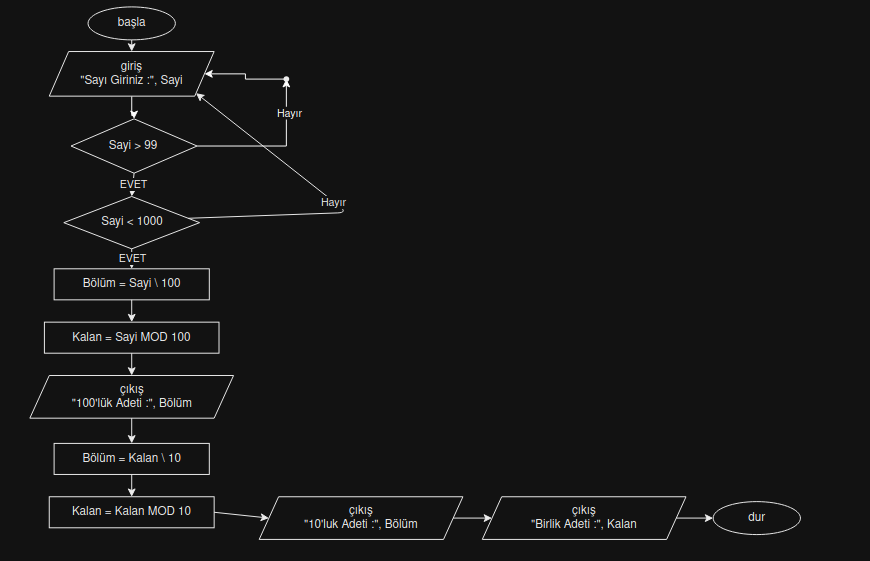 başla
giriş
"Sayı Giriniz :", Sayi
Hayır
Sayi > 99
EVET
Hayır
Sayi < 1000
EVET
Bölüm = Sayi \ 100
Kalan = Sayi MOD 100
çıkış
"100'lük Adeti :", Bölüm
Bölüm = Kalan \ 10
Kalan = Kalan MOD 10
çıkış
"10'luk Adeti :", Bölüm
çıkış
"Birlik Adeti :", Kalan
dur